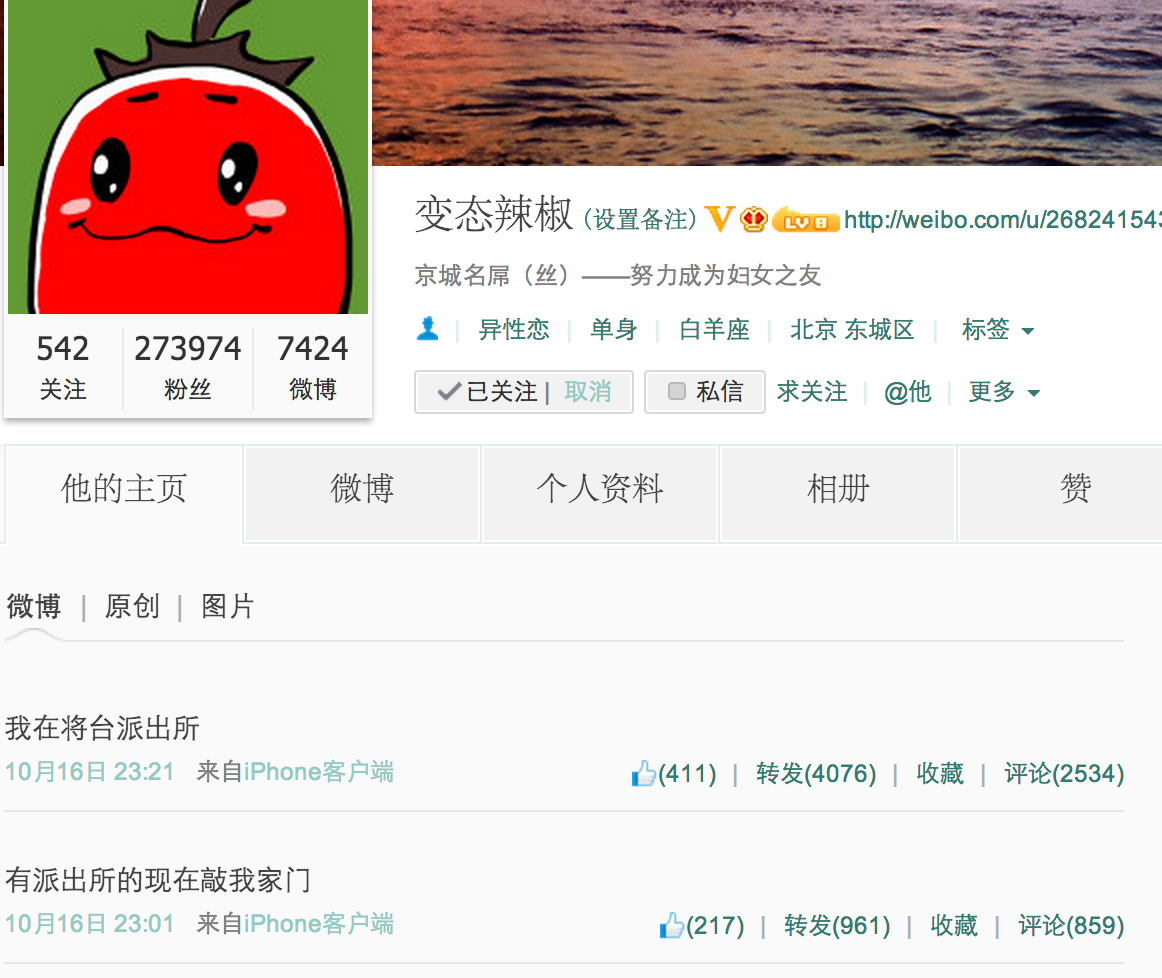 变态辣椒 (设置备注) V LV 8 http://weibo.com/u/268241543
京城名屌（丝）——努力成为妇女之友
异性恋 | 单身 | 白羊座 | 北京 东城区 | 标签
542 273974 7424
关注 粉丝 微博
已关注 | 取消 私信 求关注 | @他 | 更多
他的主页 微博 个人资料 相册 赞
微博 | 原创 | 图片
我在将台派出所
10月16日 23:21 来自iPhone客户端 (411) | 转发(4076) | 收藏 | 评论(2534)
有派出所的现在敲我家门
10月16日 23:01 来自iPhone客户端 (217) | 转发(961) | 收藏 | 评论(859)